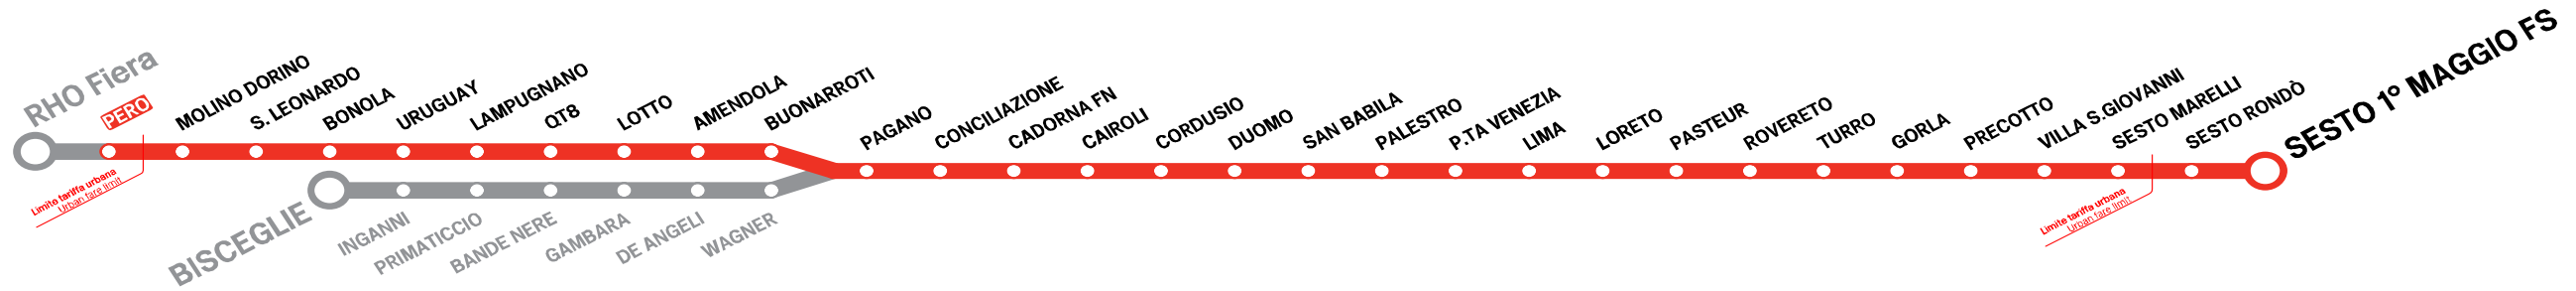 RHO Fiera
PERO
MOLINO DORINO
S. LEONARDO
BONOLA
URUGUAY
LAMPUGNANO
QT8
LOTTO
AMENDOLA
BUONARROTI
PAGANO
CONCILIAZIONE
CADORNA FN
CAIROLI
CORDUSIO
DUOMO
SAN BABILA
PALESTRO
P.TA VENEZIA
LIMA
LORETO
PASTEUR
ROVERETO
TURRO
GORLA
PRECOTTO
VILLA S.GIOVANNI
SESTO MARELLI
SESTO RONDÒ
SESTO 1° MAGGIO FS
Limite tariffa urbana
Urban fare limit
BISCEGLIE
INGANNI
PRIMATICCIO
BANDE NERE
GAMBARA
DE ANGELI
WAGNER
Limite tariffa urbana
Urban fare limit